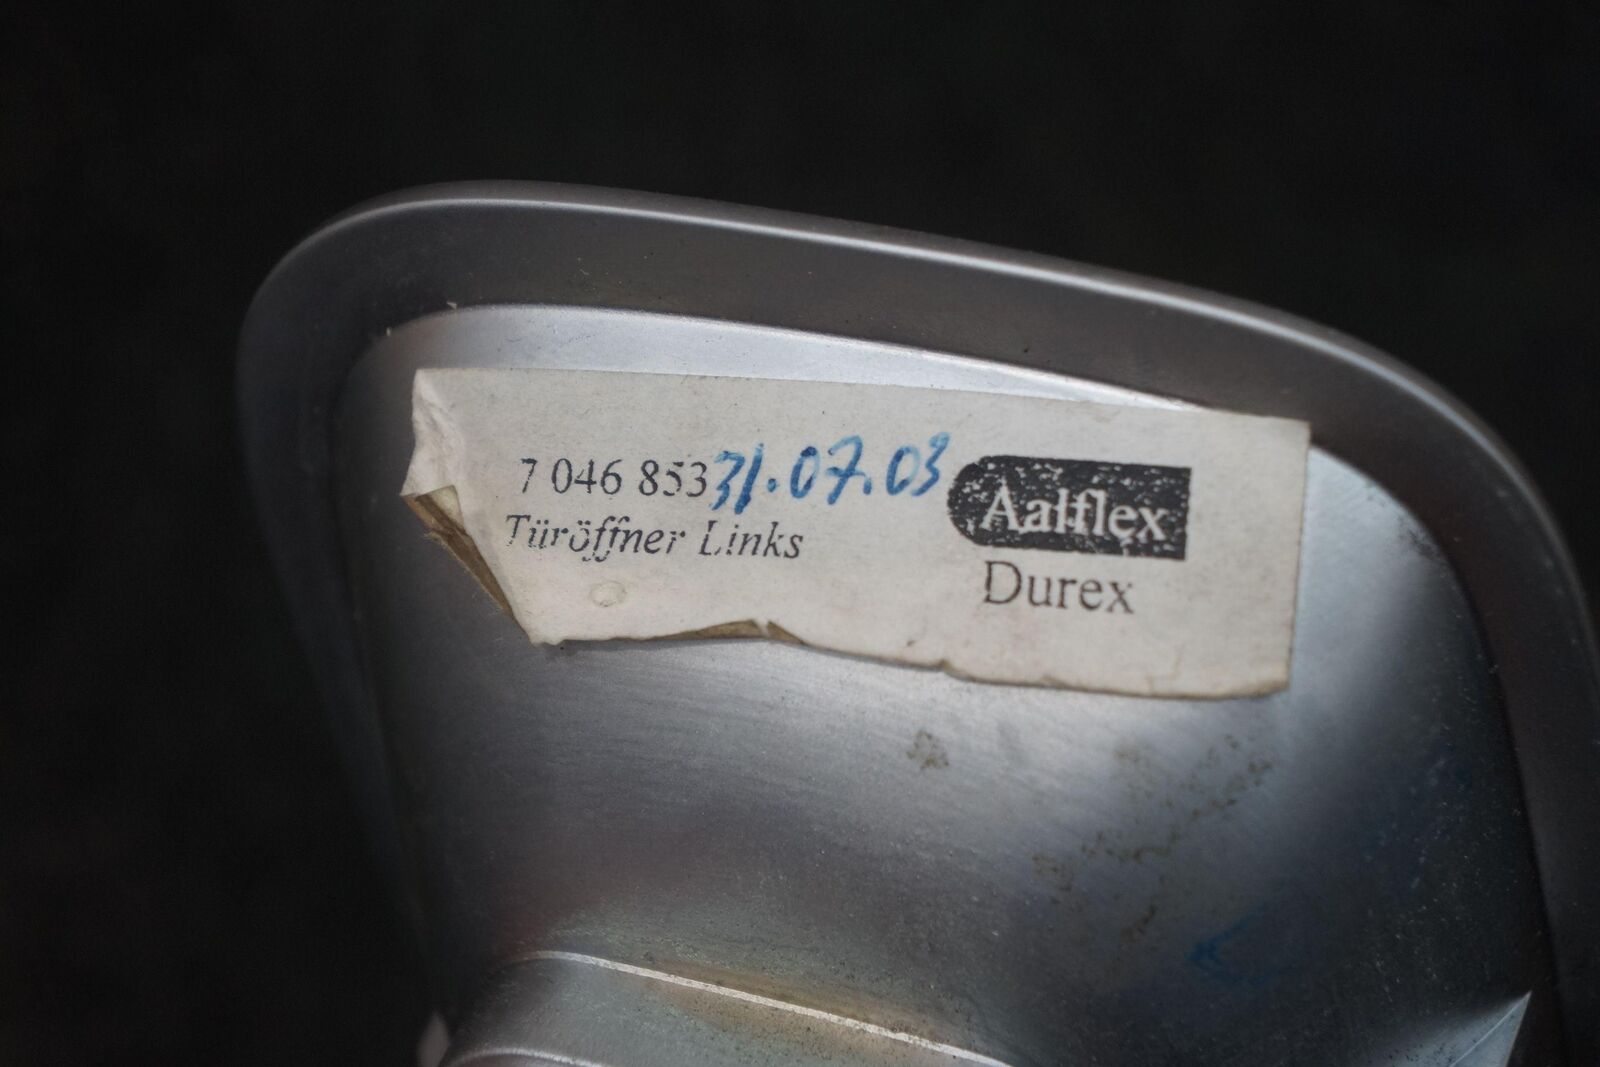 7 046 853 31.07.03
Türöffner Links
Aalflex
Durex